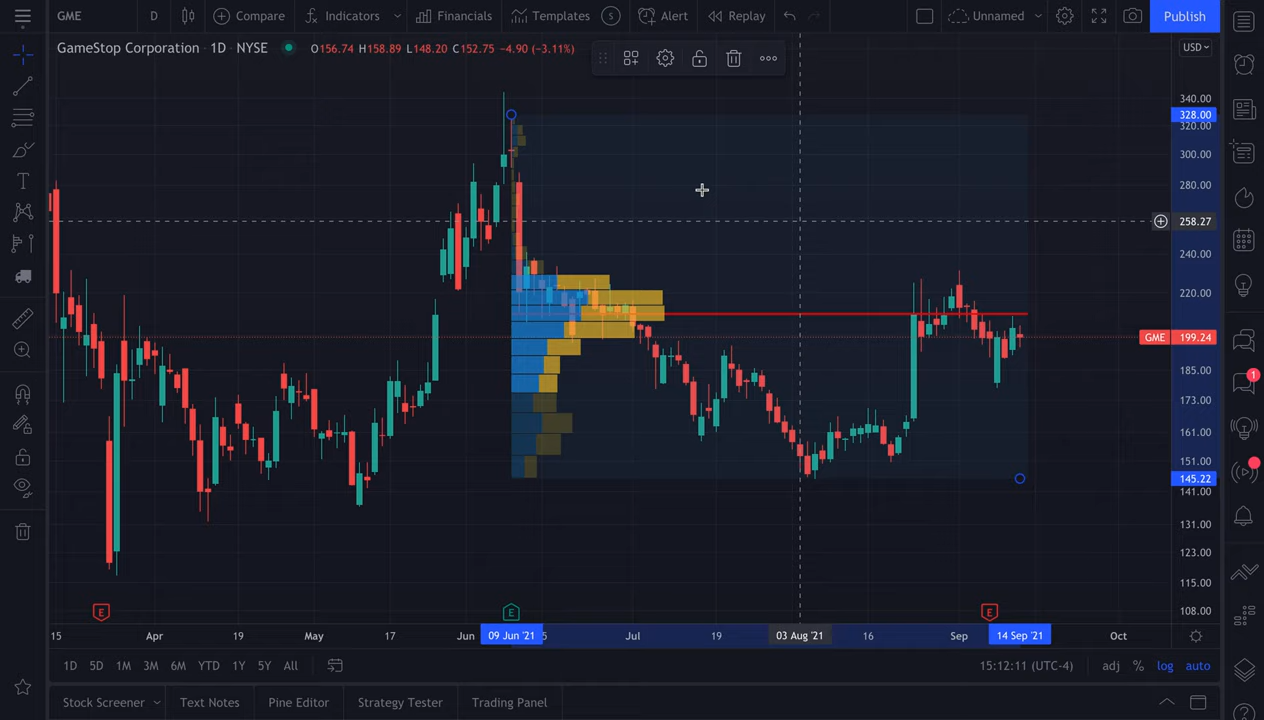 GME D Compare Indicators Financials Templates S Alert Replay Unnamed Publish
GameStop Corporation · 1D · NYSE O156.74 H158.89 L148.20 C152.75 −4.90 (−3.11%)
USD
340.00
328.00
320.00
300.00
280.00
258.27
240.00
220.00
GME 199.24
185.00
173.00
161.00
151.00
145.22
141.00
131.00
123.00
115.00
108.00
E E E
15 Apr 19 May 17 Jun 09 Jun '21 5 Jul 19 03 Aug '21 16 Sep 14 Sep '21 Oct
1D 5D 1M 3M 6M YTD 1Y 5Y All 15:12:11 (UTC-4) adj % log auto
Stock Screener Text Notes Pine Editor Strategy Tester Trading Panel
T
1